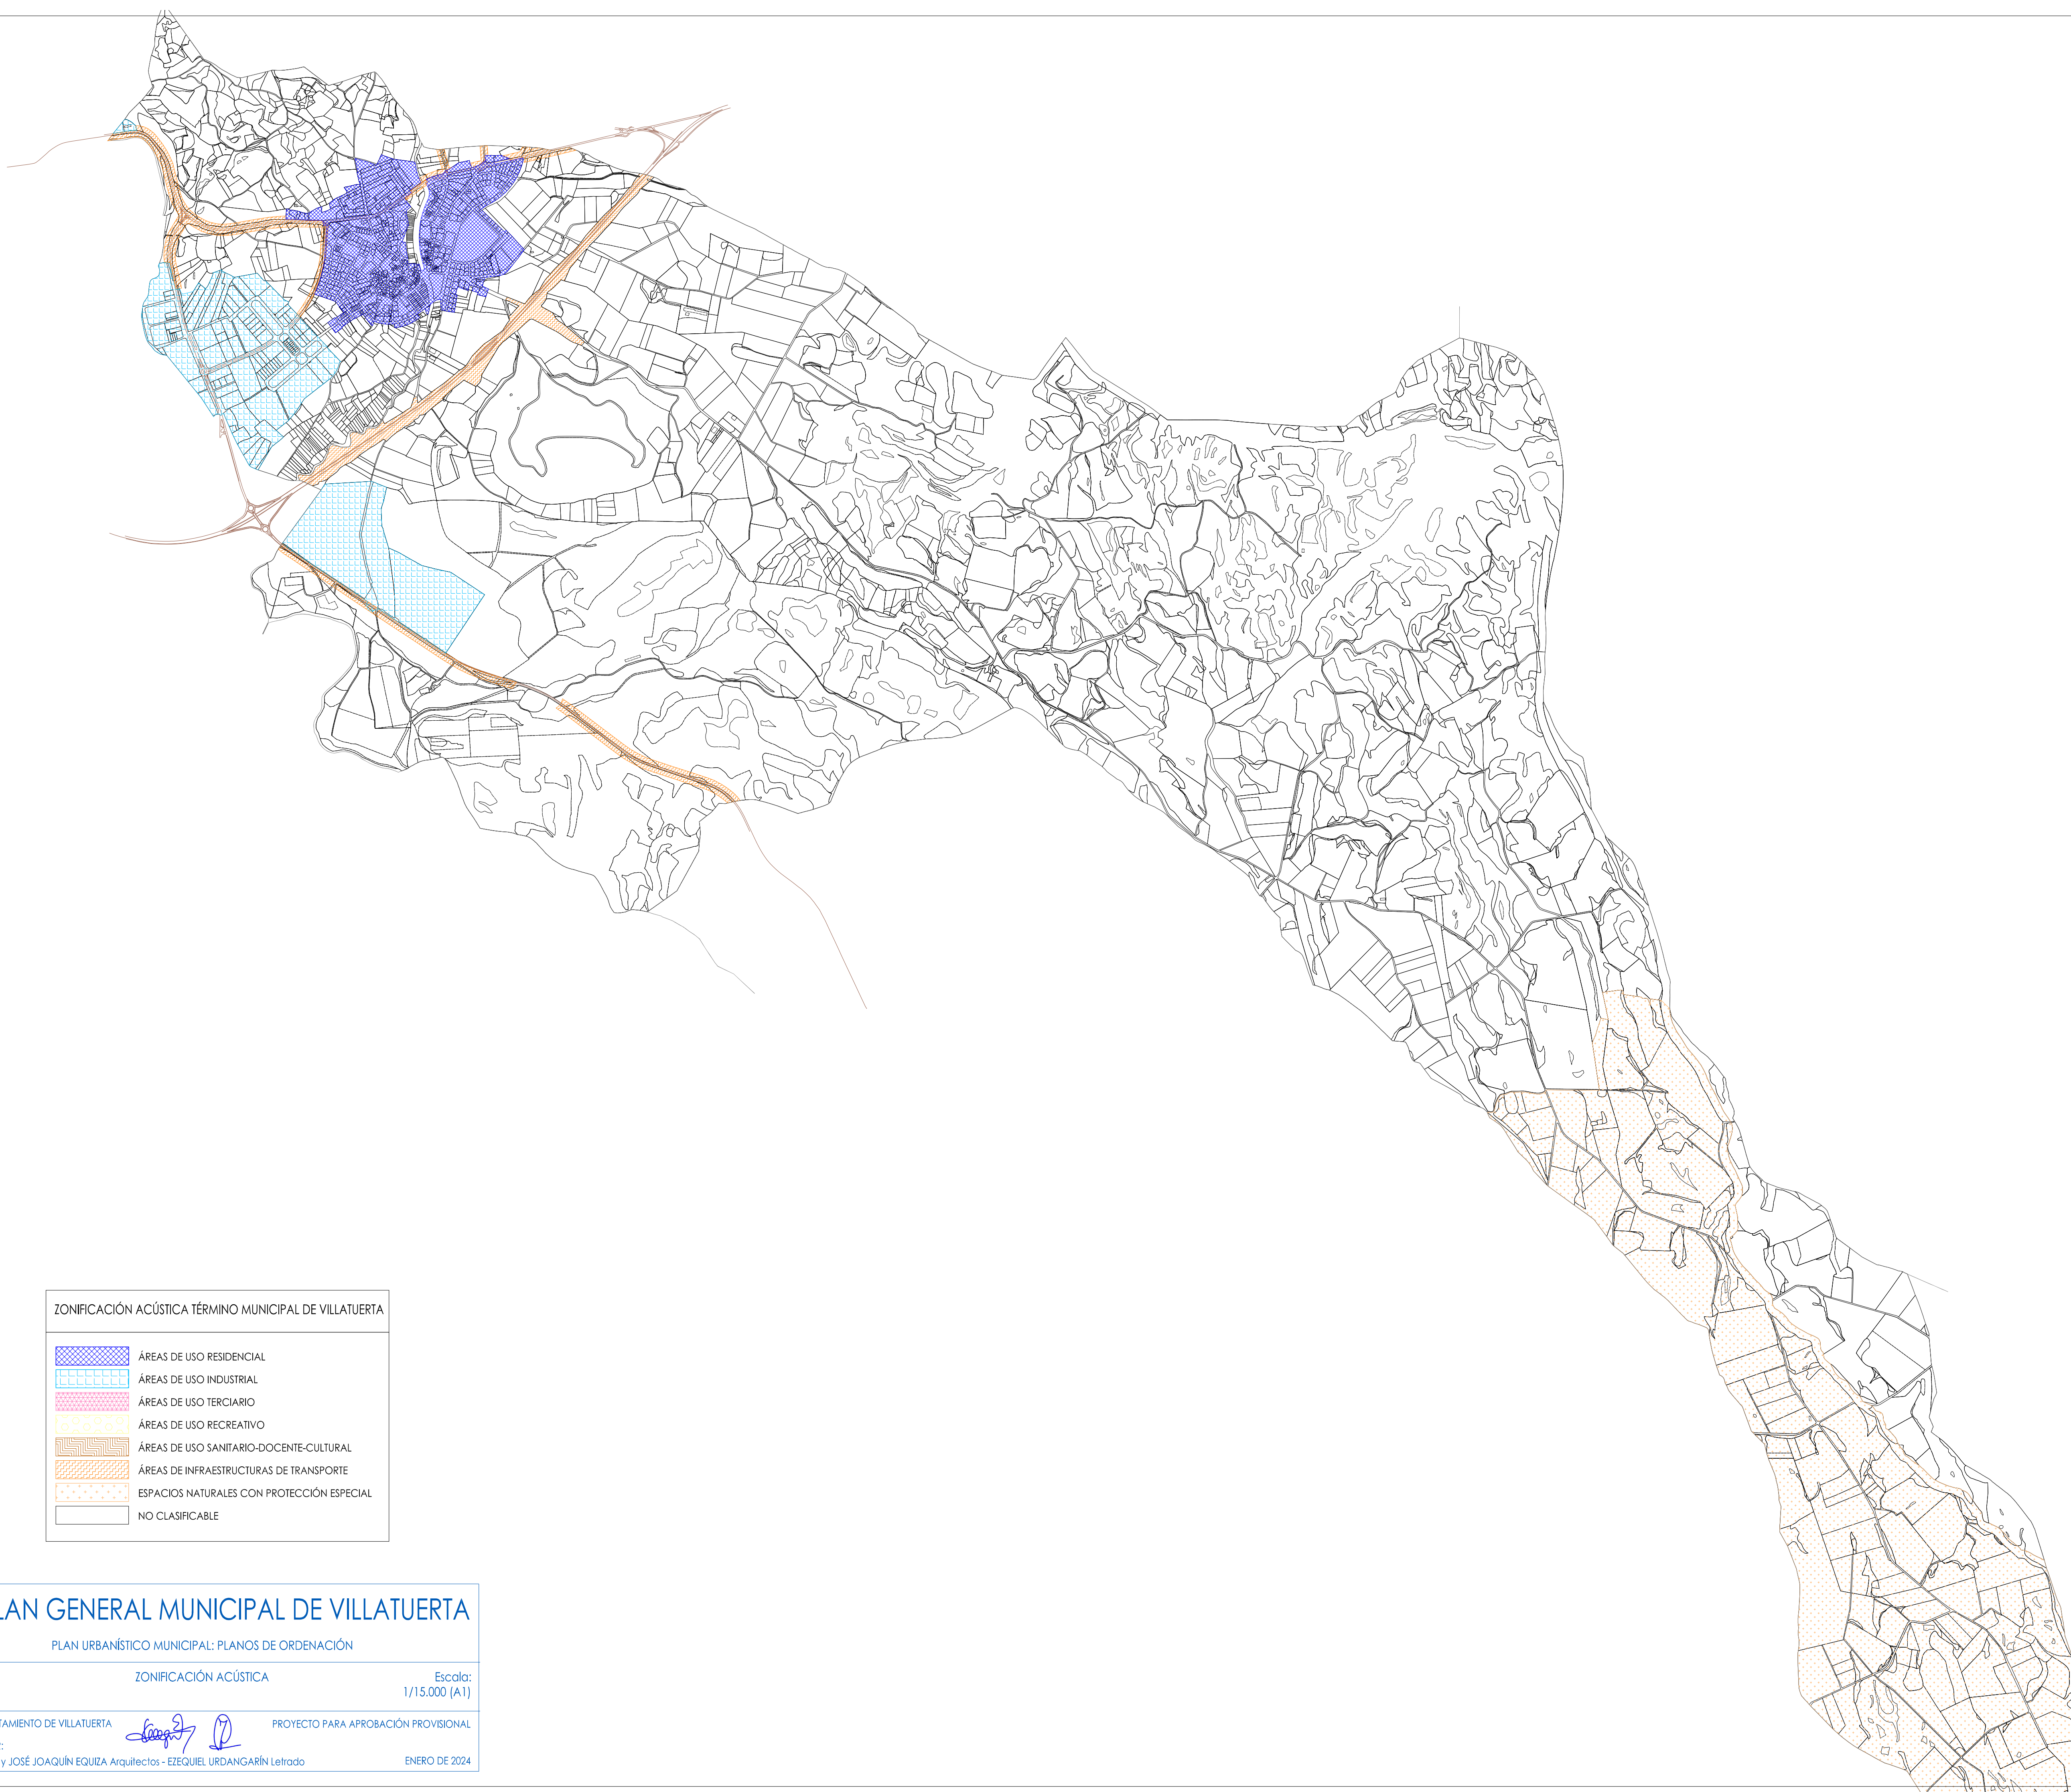 ZONIFICACIÓN ACÚSTICA TÉRMINO MUNICIPAL DE VILLATUERTA
ÁREAS DE USO RESIDENCIAL
ÁREAS DE USO INDUSTRIAL
ÁREAS DE USO TERCIARIO
ÁREAS DE USO RECREATIVO
ÁREAS DE USO SANITARIO-DOCENTE-CULTURAL
ÁREAS DE INFRAESTRUCTURAS DE TRANSPORTE
ESPACIOS NATURALES CON PROTECCIÓN ESPECIAL
NO CLASIFICABLE
LAN GENERAL MUNICIPAL DE VILLATUERTA
PLAN URBANÍSTICO MUNICIPAL: PLANOS DE ORDENACIÓN
ZONIFICACIÓN ACÚSTICA
Escala:
1/15.000 (A1)
TAMIENTO DE VILLATUERTA
PROYECTO PARA APROBACIÓN PROVISIONAL
y JOSÉ JOAQUÍN EQUIZA Arquitectos - EZEQUIEL URDANGARÍN Letrado
ENERO DE 2024